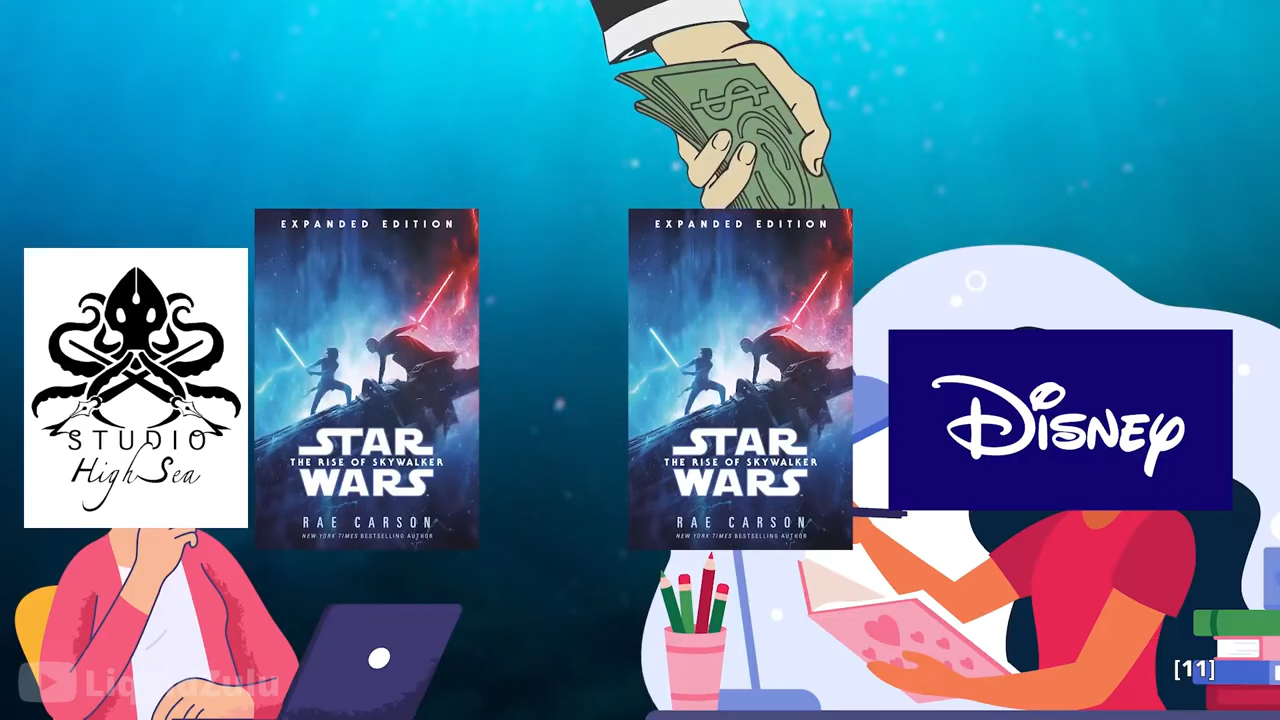 STUDIO
High Sea
EXPANDED EDITION
STAR
THE RISE OF SKYWALKER
WARS
RAE CARSON
NEW YORK TIMES BESTSELLING AUTHOR
EXPANDED EDITION
STAR
THE RISE OF SKYWALKER
WARS
RAE CARSON
NEW YORK TIMES BESTSELLING AUTHOR
DISNEY
[11]
LiquidZulu